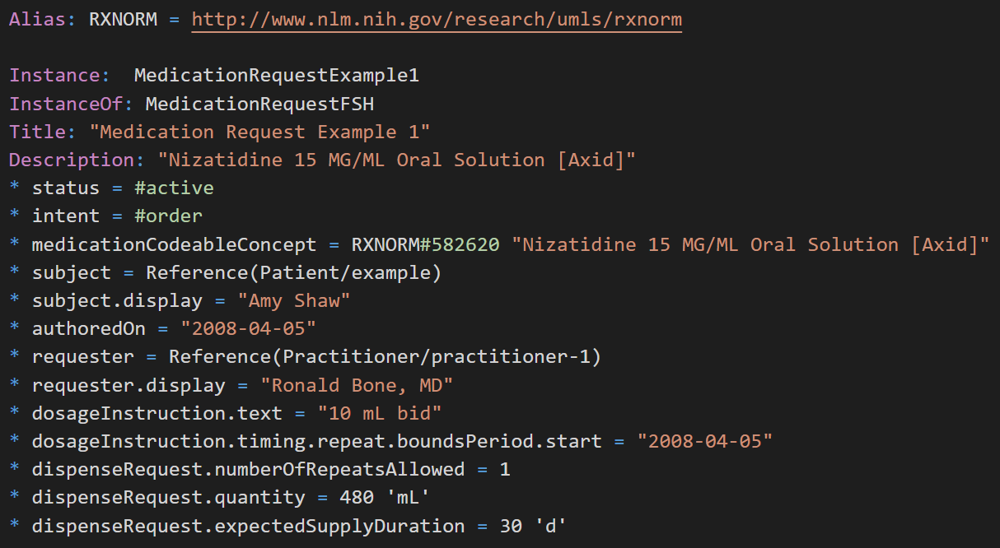 Alias: RXNORM = http://www.nlm.nih.gov/research/umls/rxnorm
Instance:  MedicationRequestExample1
InstanceOf: MedicationRequestFSH
Title: "Medication Request Example 1"
Description: "Nizatidine 15 MG/ML Oral Solution [Axid]"
* status = #active
* intent = #order
* medicationCodeableConcept = RXNORM#582620 "Nizatidine 15 MG/ML Oral Solution [Axid]"
* subject = Reference(Patient/example)
* subject.display = "Amy Shaw"
* authoredOn = "2008-04-05"
* requester = Reference(Practitioner/practitioner-1)
* requester.display = "Ronald Bone, MD"
* dosageInstruction.text = "10 mL bid"
* dosageInstruction.timing.repeat.boundsPeriod.start = "2008-04-05"
* dispenseRequest.numberOfRepeatsAllowed = 1
* dispenseRequest.quantity = 480 'mL'
* dispenseRequest.expectedSupplyDuration = 30 'd'